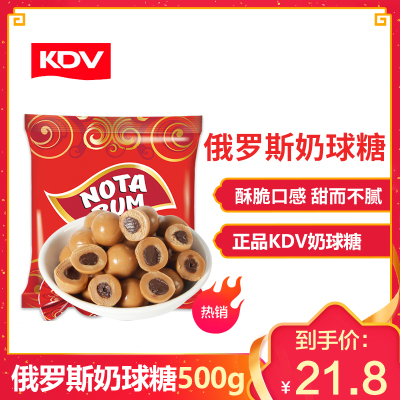 KDV
俄罗斯奶球糖
NOTA
BUM
酥脆口感 甜而不腻
正品KDV奶球糖
热销
到手价:
¥21.8
俄罗斯奶球糖500g